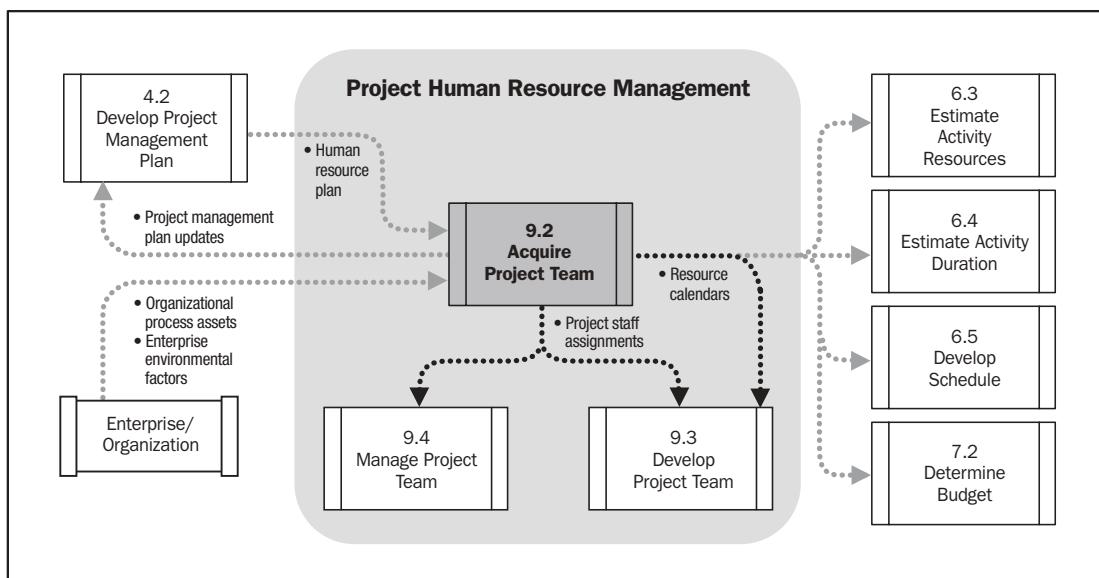 Project Human Resource Management
4.2
Develop Project
Management
Plan
• Human
resource
plan
• Project management
plan updates
9.2
Acquire
Project Team
• Organizational
process assets
• Enterprise
environmental
factors
Enterprise/
Organization
• Resource
calendars
• Project staff
assignments
9.4
Manage Project
Team
9.3
Develop
Project Team
6.3
Estimate
Activity
Resources
6.4
Estimate Activity
Duration
6.5
Develop
Schedule
7.2
Determine
Budget